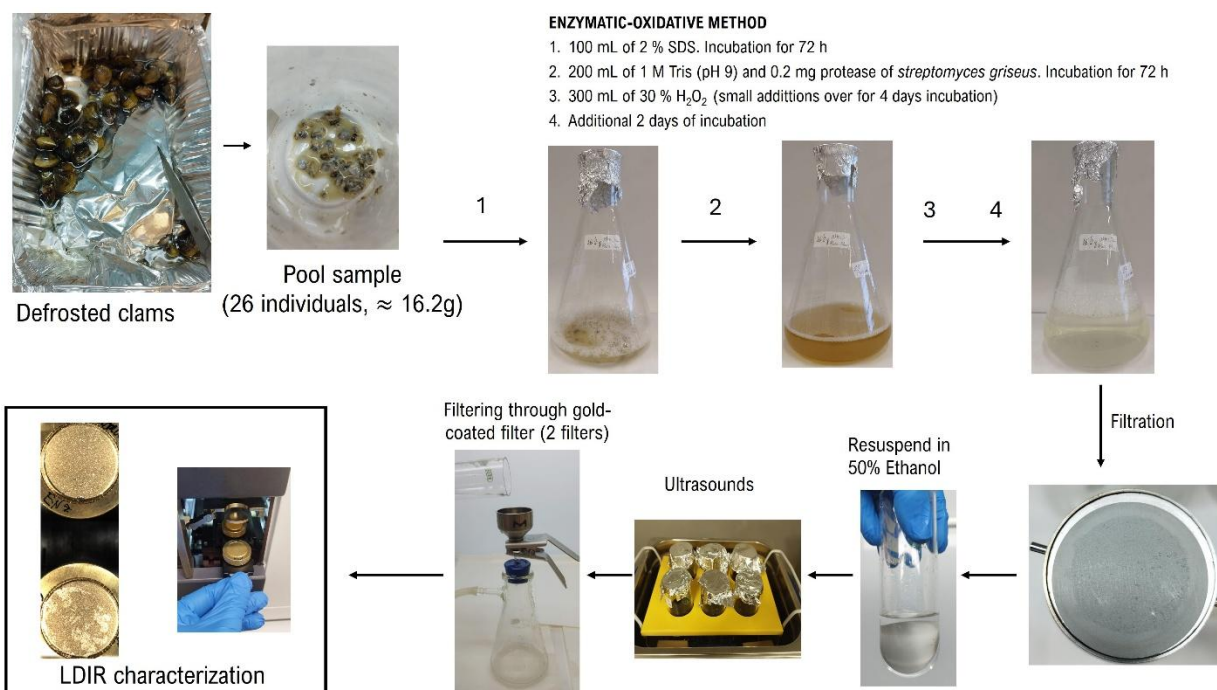 ENZYMATIC-OXIDATIVE METHOD
1. 100 mL of 2 % SDS. Incubation for 72 h
2. 200 mL of 1 M Tris (pH 9) and 0.2 mg protease of streptomyces griseus. Incubation for 72 h
3. 300 mL of 30 % H₂O₂ (small addittions over for 4 days incubation)
4. Additional 2 days of incubation
1
2
3
4
Defrosted clams
Pool sample
(26 individuals, ≈ 16.2g)
Filtration
Resuspend in
50% Ethanol
Ultrasounds
Filtering through gold-
coated filter (2 filters)
LDIR characterization